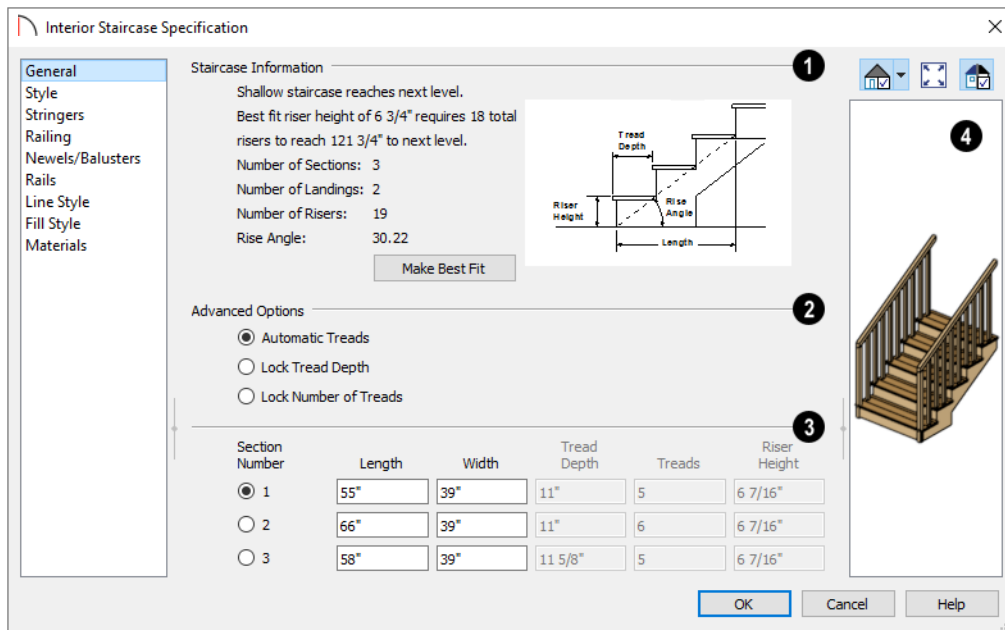 Interior Staircase Specification
General
Style
Stringers
Railing
Newels/Balusters
Rails
Line Style
Fill Style
Materials
Staircase Information
1
Shallow staircase reaches next level.
Best fit riser height of 6 3/4" requires 18 total
risers to reach 121 3/4" to next level.
Number of Sections: 3
Number of Landings: 2
Number of Risers: 19
Rise Angle: 30.22
Make Best Fit
Tread
Depth
Riser
Height
Rise
Angle
Length
Advanced Options
2
Automatic Treads
Lock Tread Depth
Lock Number of Treads
3
Section
Number
Length
Width
Tread
Depth
Treads
Riser
Height
1 55" 39" 11" 5 6 7/16"
2 66" 39" 11" 6 6 7/16"
3 58" 39" 11 5/8" 5 6 7/16"
4
OK
Cancel
Help